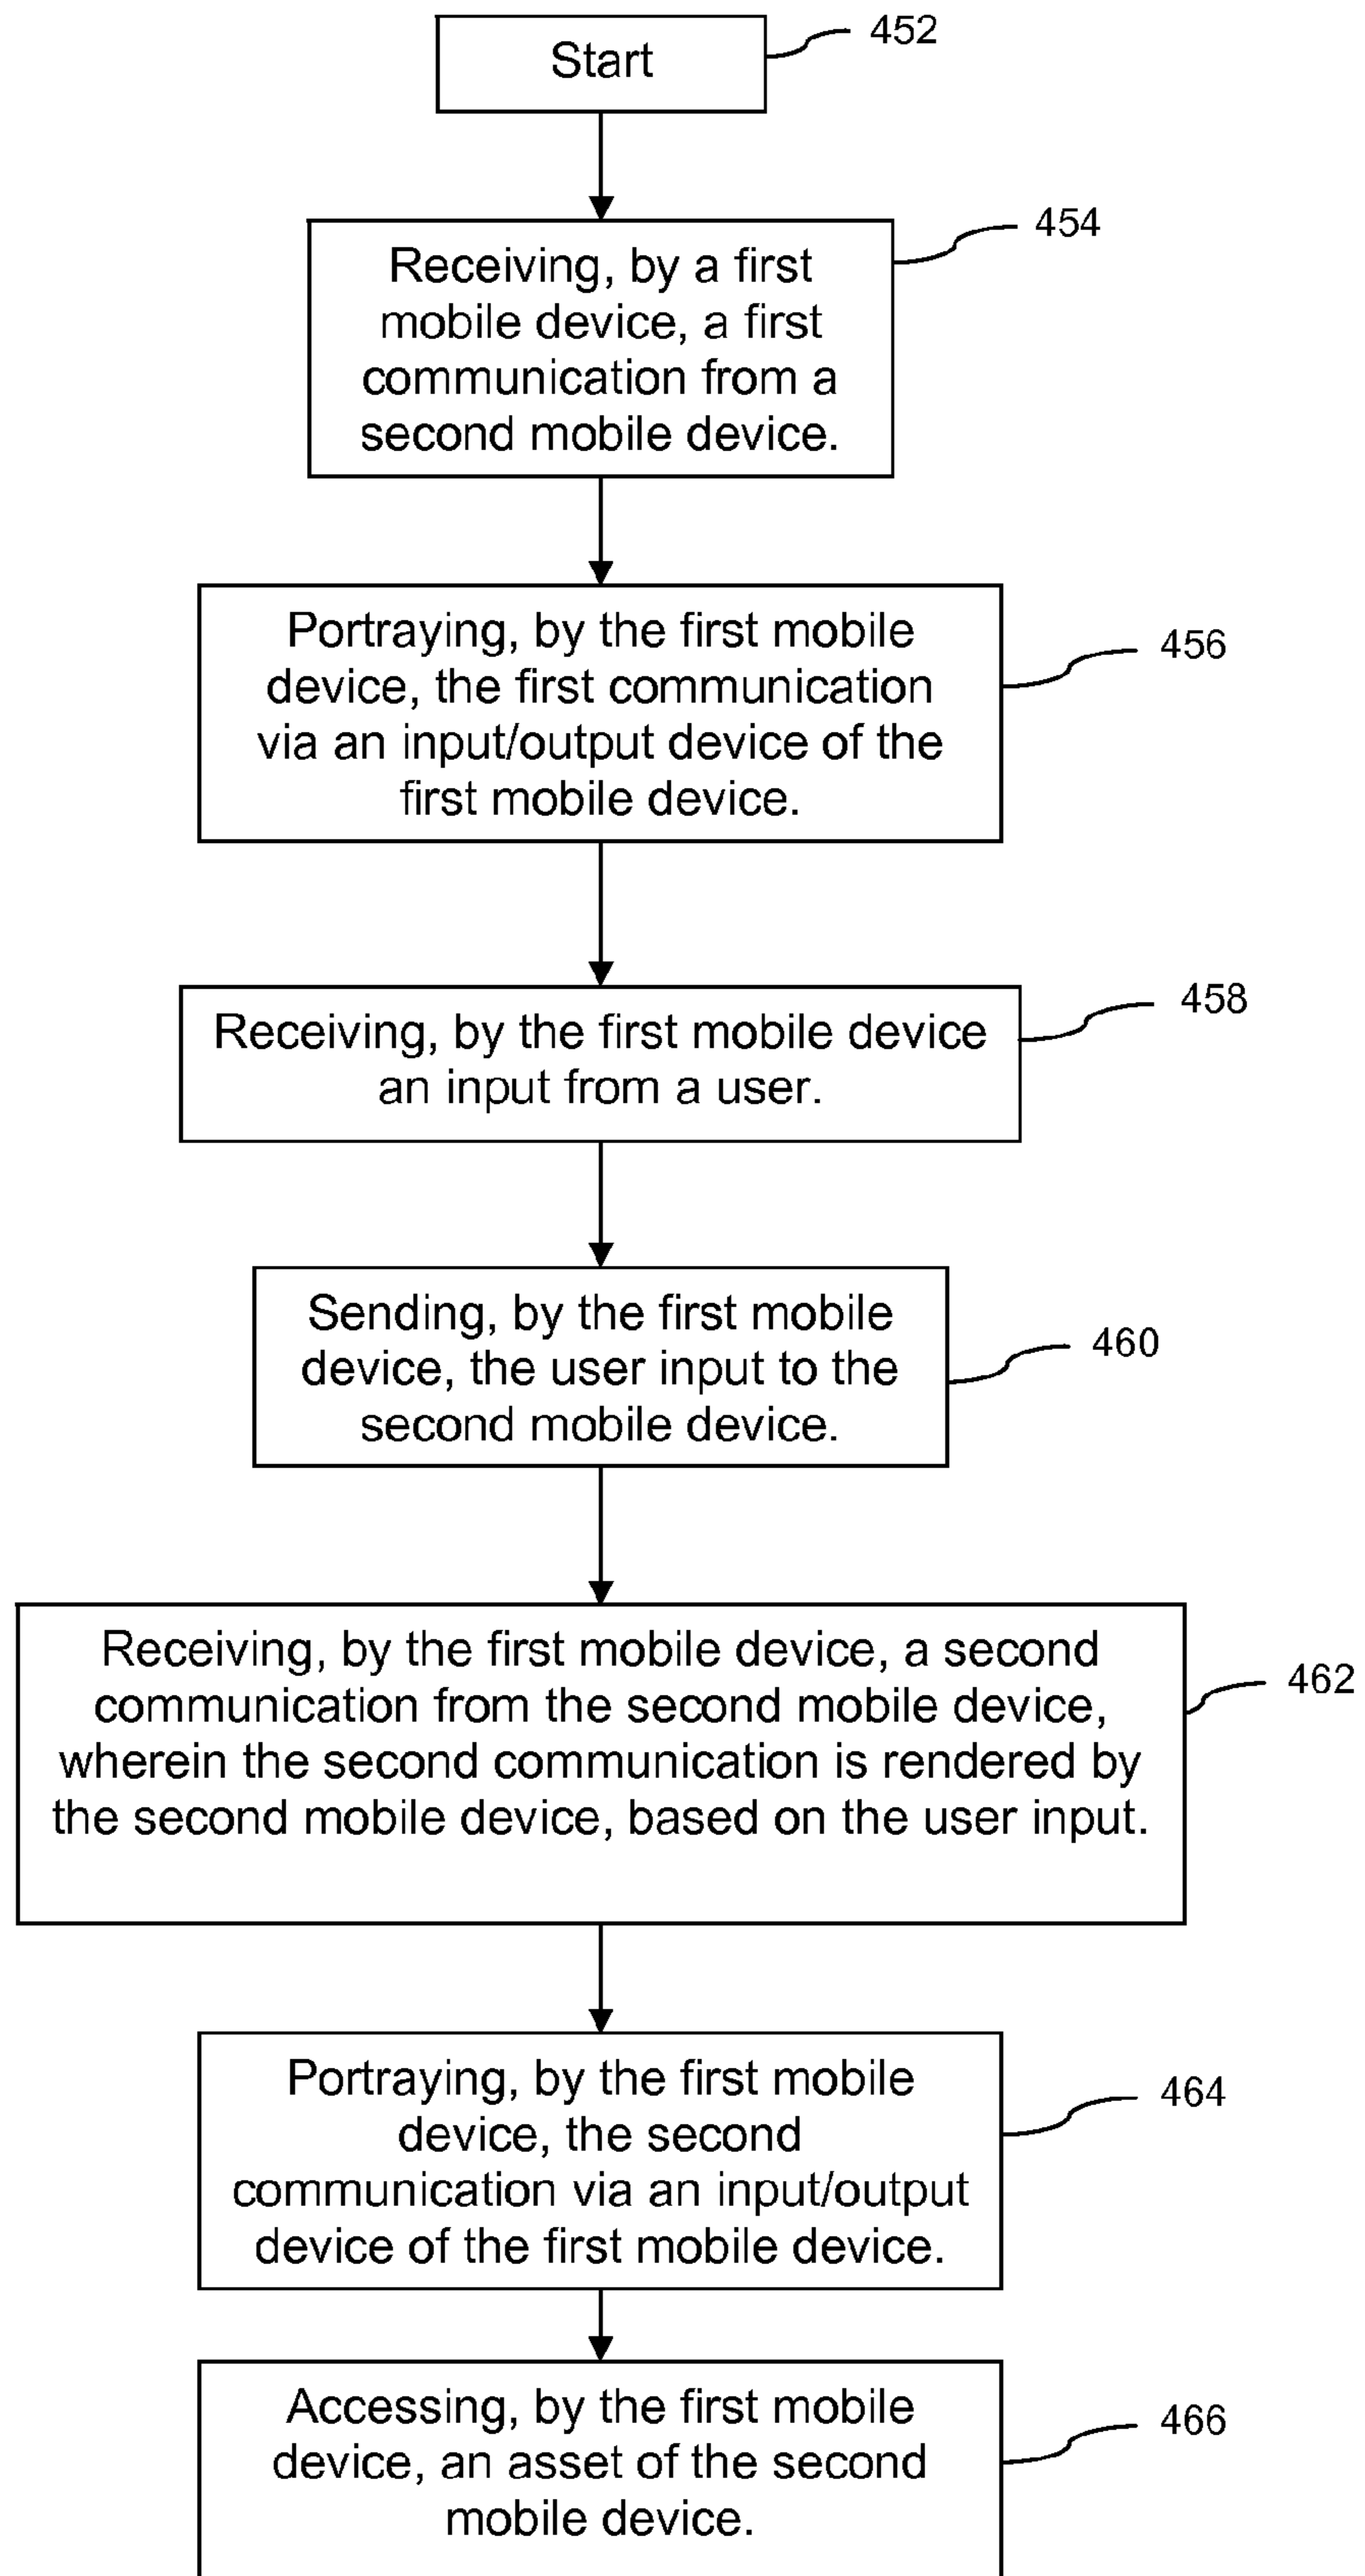 Start
452
Receiving, by a first
mobile device, a first
communication from a
second mobile device.
454
Portraying, by the first mobile
device, the first communication
via an input/output device of the
first mobile device.
456
Receiving, by the first mobile device
an input from a user.
458
Sending, by the first mobile
device, the user input to the
second mobile device.
460
Receiving, by the first mobile device, a second
communication from the second mobile device,
wherein the second communication is rendered by
the second mobile device, based on the user input.
462
Portraying, by the first mobile
device, the second
communication via an input/output
device of the first mobile device.
464
Accessing, by the first mobile
device, an asset of the second
mobile device.
466